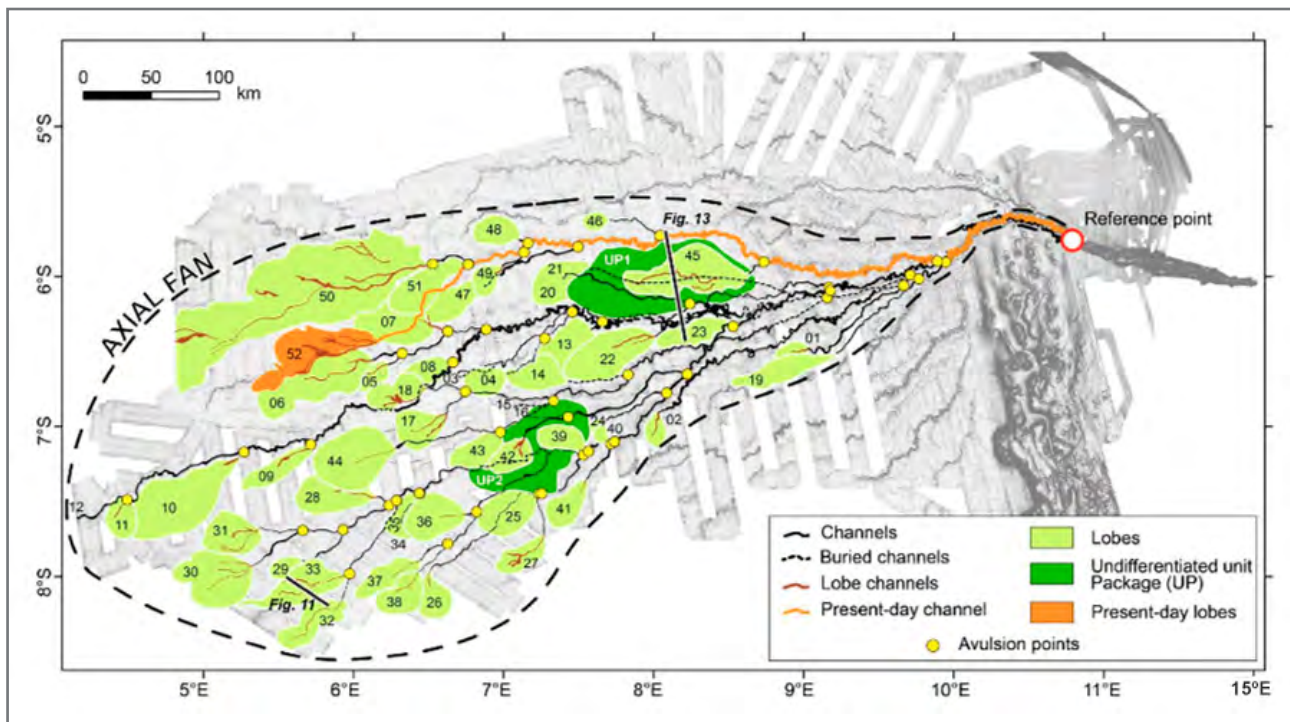 0 50 100
km
5°S
6°S
7°S
8°S
AXIAL FAN
Fig. 13
Reference point
46
48
45
UP1
49
21
51
50
47
20
07
23
13
01
52
22
08
05
03
04
14
19
18
06
15
16
02
17
24
40
39
43
42
44
09
UP2
28
10
12
11
41
35
36
25
31
34
27
29
33
30
37
38
26
Fig. 11
32
Channels
Buried channels
Lobe channels
Present-day channel
Lobes
Undifferentiated unit
Package (UP)
Present-day lobes
Avulsion points
5°E 6°E 7°E 8°E 9°E 10°E 11°E 15°E